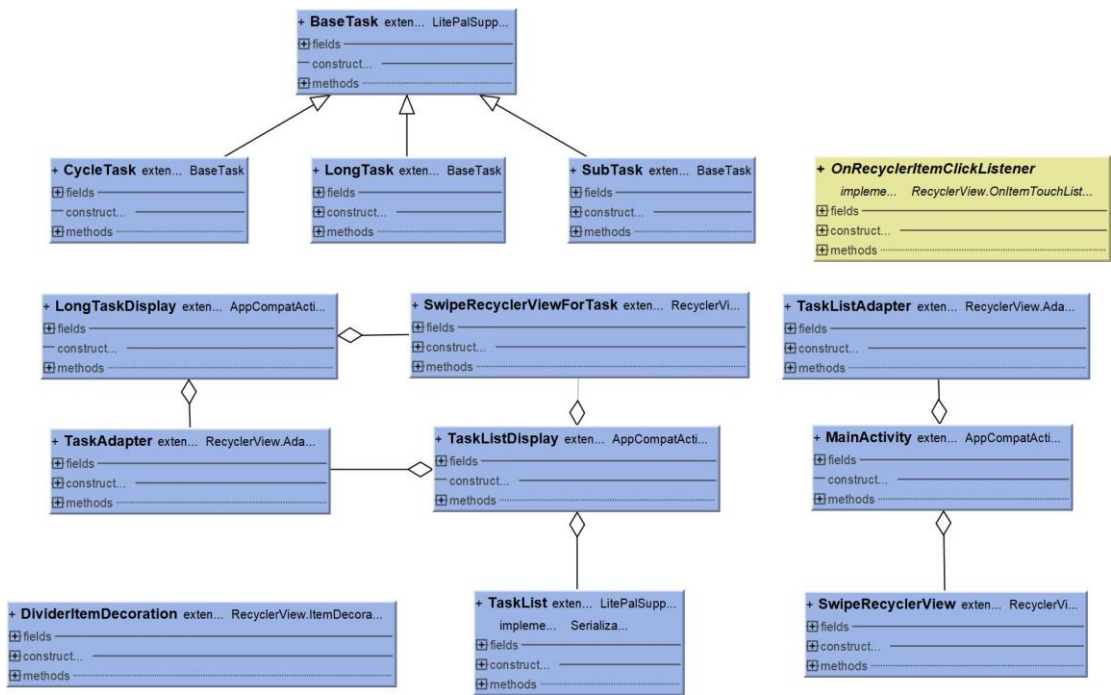 + BaseTask exten... LitePalSupp...
fields
construct...
methods
+ CycleTask exten... BaseTask
fields
construct...
methods
+ LongTask exten... BaseTask
fields
construct...
methods
+ SubTask exten... BaseTask
fields
construct...
methods
+ OnRecyclerItemClickListener
impleme... RecyclerView.OnItemTouchList...
fields
construct...
methods
+ LongTaskDisplay exten... AppCompatActi...
fields
construct...
methods
+ SwipeRecyclerViewForTask exten... RecyclerVi...
fields
construct...
methods
+ TaskListAdapter exten... RecyclerView.Ada...
fields
construct...
methods
+ TaskAdapter exten... RecyclerView.Ada...
fields
construct...
methods
+ TaskListDisplay exten... AppCompatActi...
fields
construct...
methods
+ MainActivity exten... AppCompatActi...
fields
construct...
methods
+ DividerItemDecoration exten... RecyclerView.ItemDecora...
fields
construct...
methods
+ TaskList exten... LitePalSupp...
impleme... Serializa...
fields
construct...
methods
+ SwipeRecyclerView exten... RecyclerVi...
fields
construct...
methods